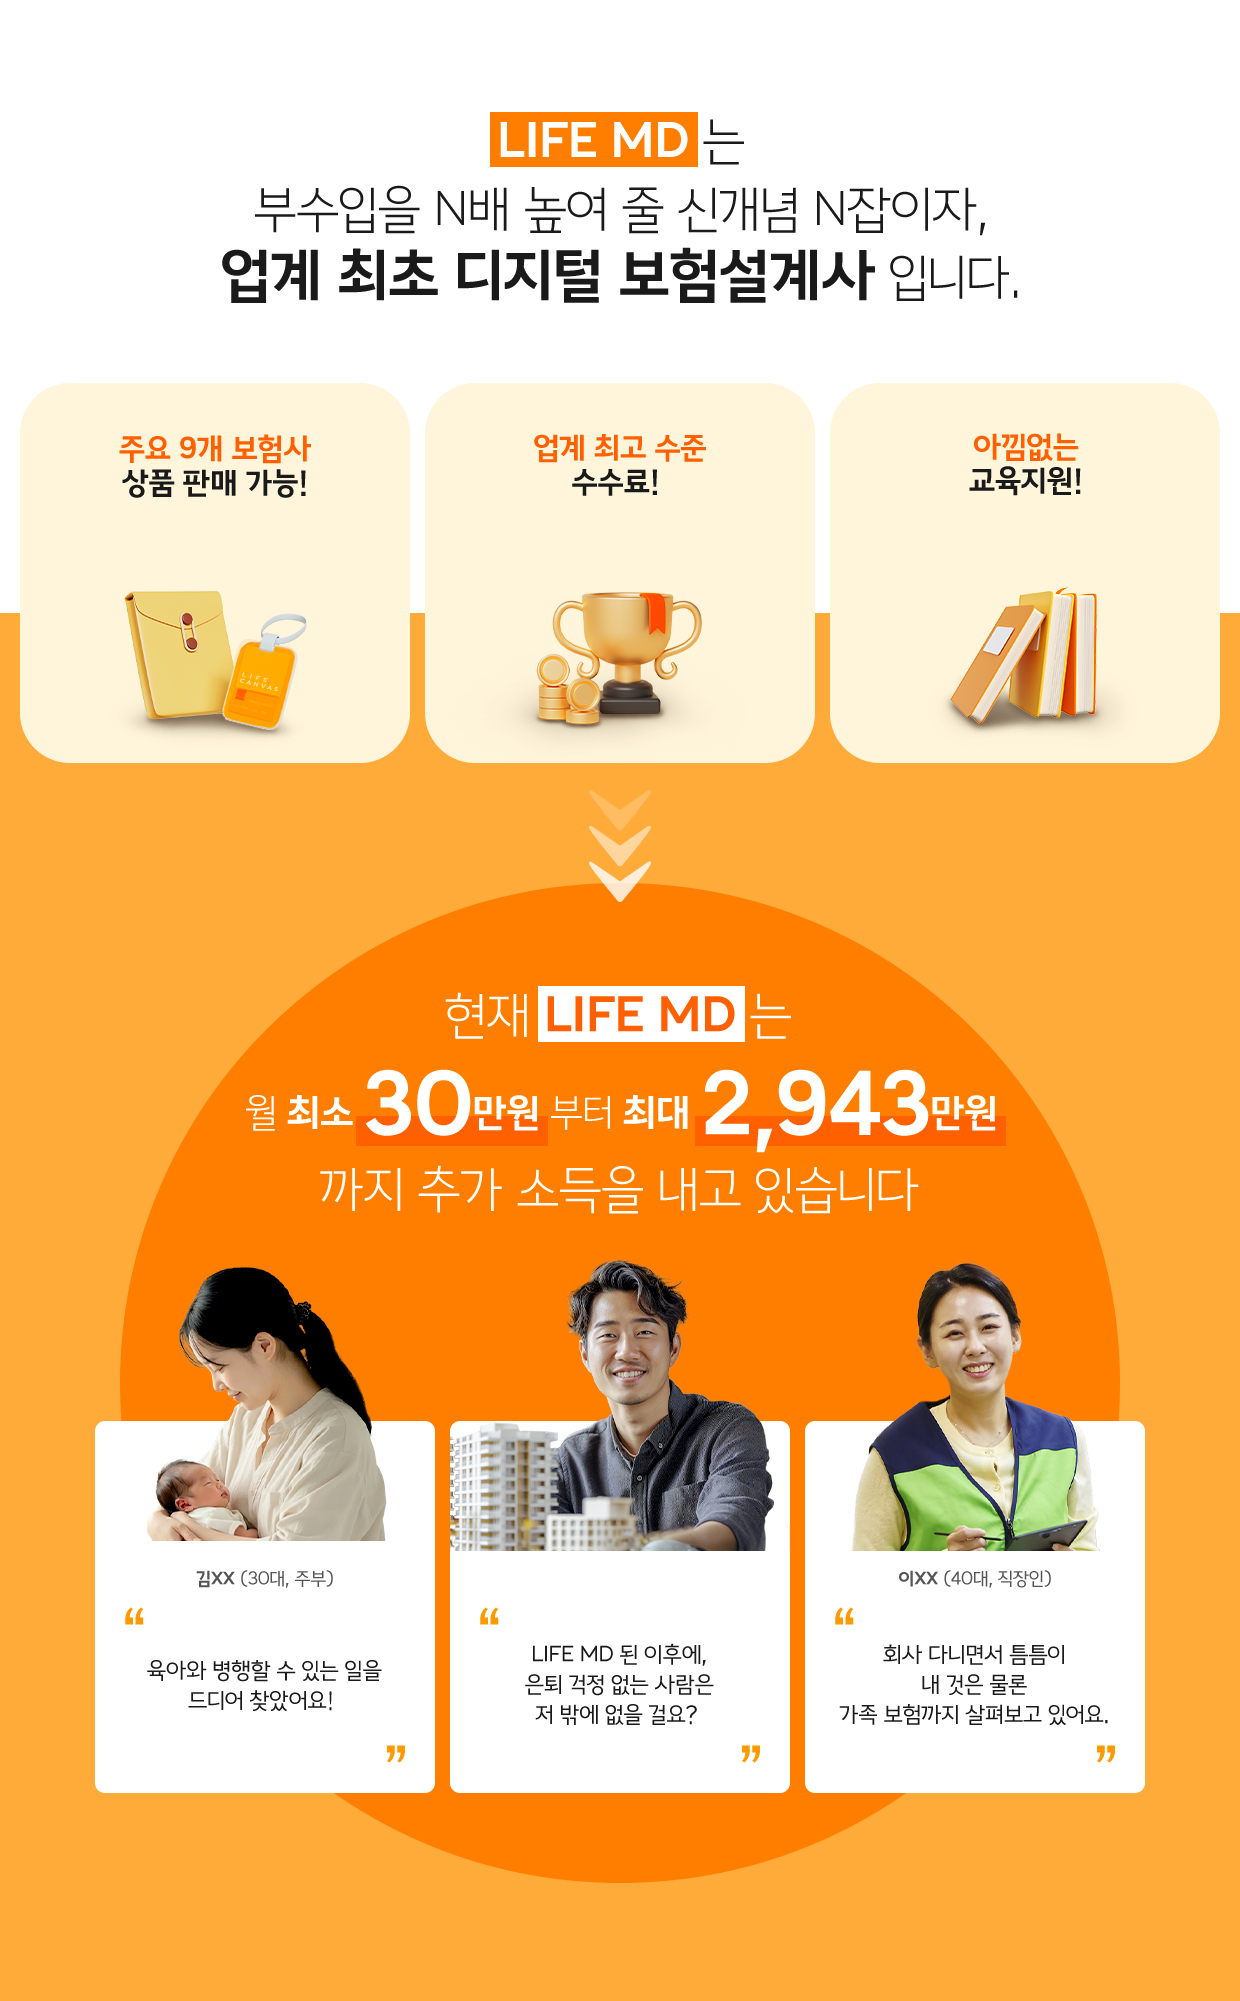 LIFE MD는
부수입을 N배 높여 줄 신개념 N잡이자,
업계 최초 디지털 보험설계사 입니다.
주요 9개 보험사
상품 판매 가능!
업계 최고 수준
수수료!
아낌없는
교육지원!
LIFE
CANVAS
현재 LIFE MD는
월 최소 30만원 부터 최대 2,943만원
까지 추가 소득을 내고 있습니다
김XX (30대, 주부)
“
육아와 병행할 수 있는 일을
드디어 찾았어요!
”
“
LIFE MD 된 이후에,
은퇴 걱정 없는 사람은
저 밖에 없을 걸요?
”
이XX (40대, 직장인)
“
회사 다니면서 틈틈이
내 것은 물론
가족 보험까지 살펴보고 있어요.
”